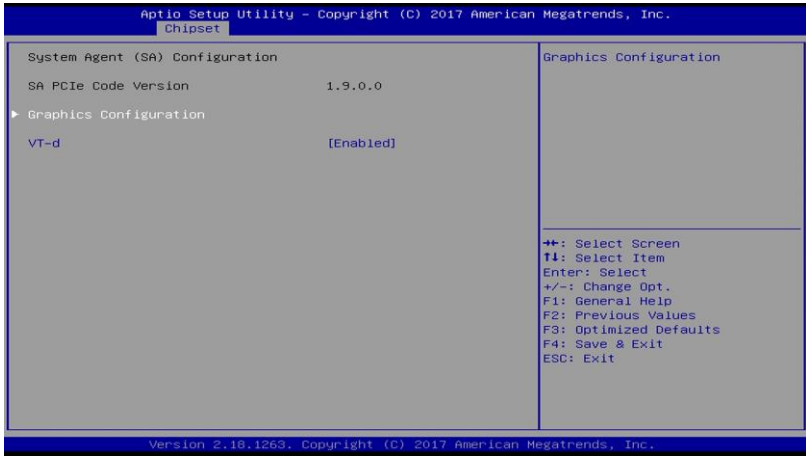 Aptio Setup Utility – Copyright (C) 2017 American Megatrends, Inc.
Chipset
System Agent (SA) Configuration
SA PCIe Code Version 1.9.0.0
Graphics Configuration
VT-d [Enabled]
Graphics Configuration
→←: Select Screen
↑↓: Select Item
Enter: Select
+/-: Change Opt.
F1: General Help
F2: Previous Values
F3: Optimized Defaults
F4: Save & Exit
ESC: Exit
Version 2.18.1263. Copyright (C) 2017 American Megatrends, Inc.